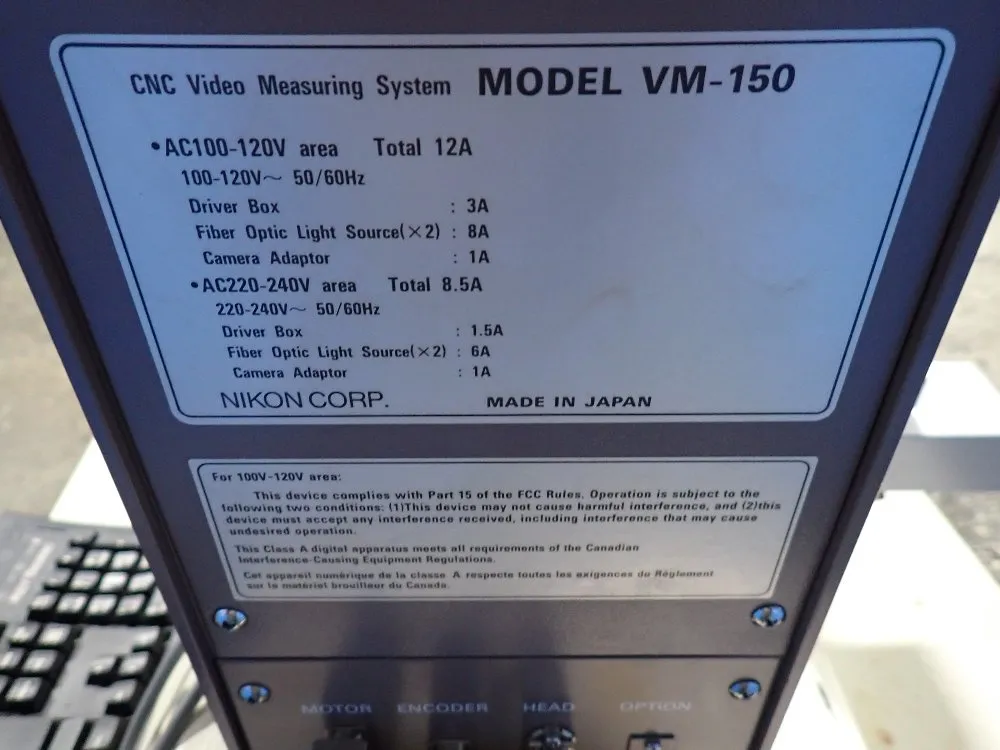 CNC Video Measuring System MODEL VM-150
•AC100-120V area Total 12A
100-120V～ 50/60Hz
Driver Box : 3A
Fiber Optic Light Source(×2) : 8A
Camera Adaptor : 1A
•AC220-240V area Total 8.5A
220-240V～ 50/60Hz
Driver Box : 1.5A
Fiber Optic Light Source(×2) : 6A
Camera Adaptor : 1A
NIKON CORP. MADE IN JAPAN
For 100V-120V area:
This device complies with Part 15 of the FCC Rules. Operation is subject to the
following two conditions: (1)This device may not cause harmful interference, and (2)this
device must accept any interference received, including interference that may cause
undesired operation.
This Class A digital apparatus meets all requirements of the Canadian
Interference-Causing Equipment Regulations.
Cet appareil numérique de la classe A respecte toutes les exigences du Règlement
sur le matériel brouilleur du Canada.
MOTOR ENCODER HEAD OPTION